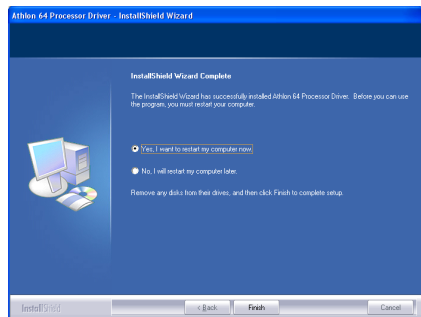 Athlon 64 Processor Driver - InstallShield Wizard
InstallShield Wizard Complete
The InstallShield Wizard has successfully installed Athlon 64 Processor Driver. Before you can use
the program, you must restart your computer.
Yes, I want to restart my computer now.
No, I will restart my computer later.
Remove any disks from their drives, and then click Finish to complete setup.
InstallShield
< Back
Finish
Cancel